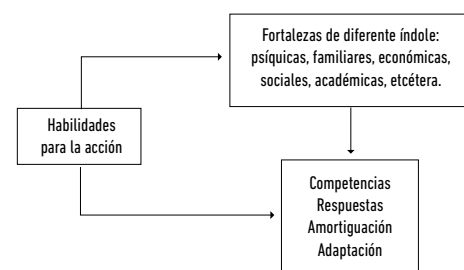 Fortalezas de diferente índole:
psíquicas, familiares, económicas,
sociales, académicas, etcétera.
Habilidades
para la acción
Competencias
Respuestas
Amortiguación
Adaptación